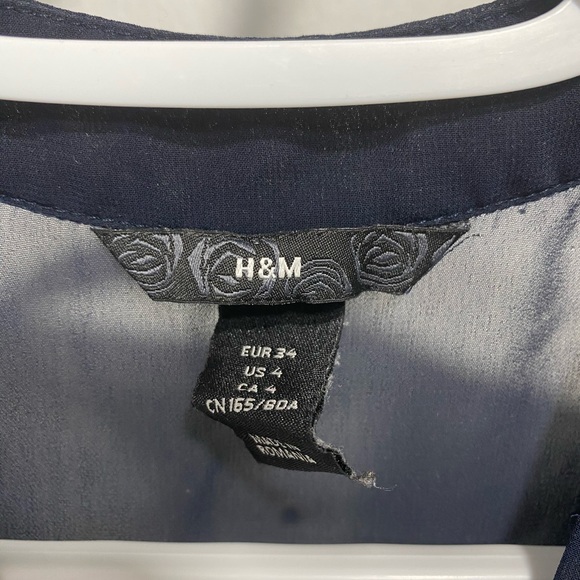 H&M
EUR 34
US 4
CA 4
CN 165/80A
MADE IN
ROMANIA